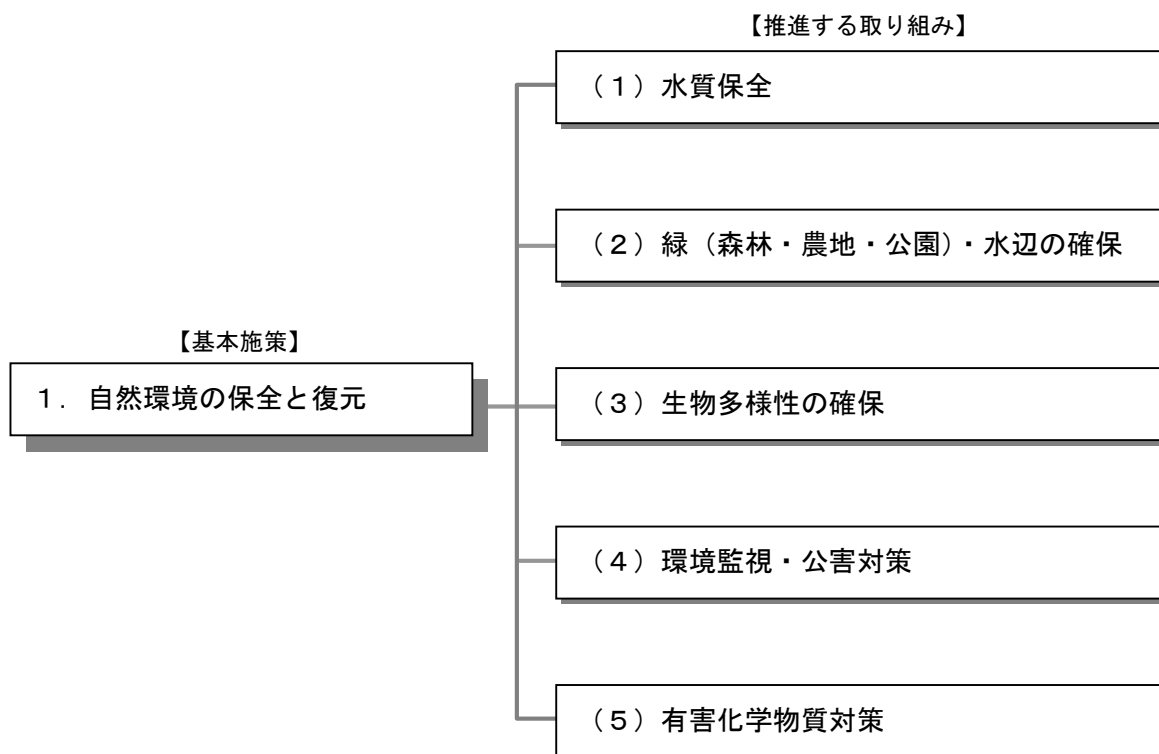 【推進する取り組み】
（１）水質保全
（２）緑（森林・農地・公園）・水辺の確保
【基本施策】
１．自然環境の保全と復元
（３）生物多様性の確保
（４）環境監視・公害対策
（５）有害化学物質対策